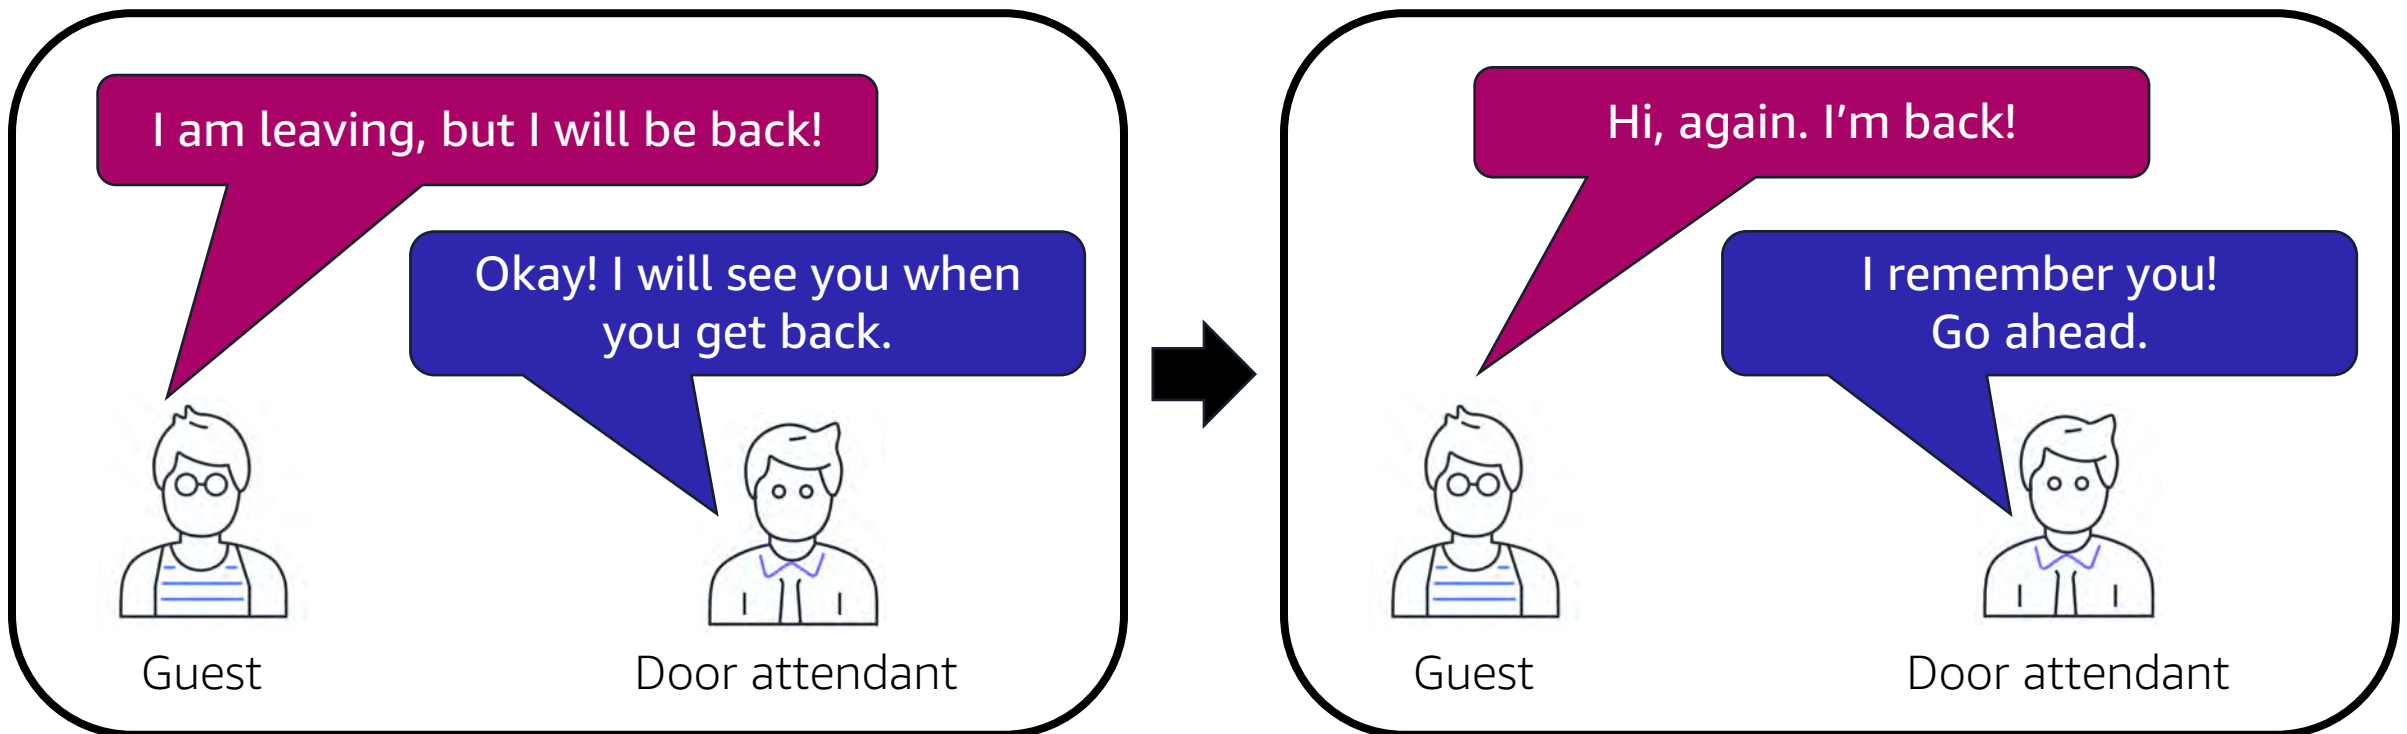 I am leaving, but I will be back!
Okay! I will see you when
you get back.
Guest
Door attendant
Hi, again. I’m back!
I remember you!
Go ahead.
Guest
Door attendant